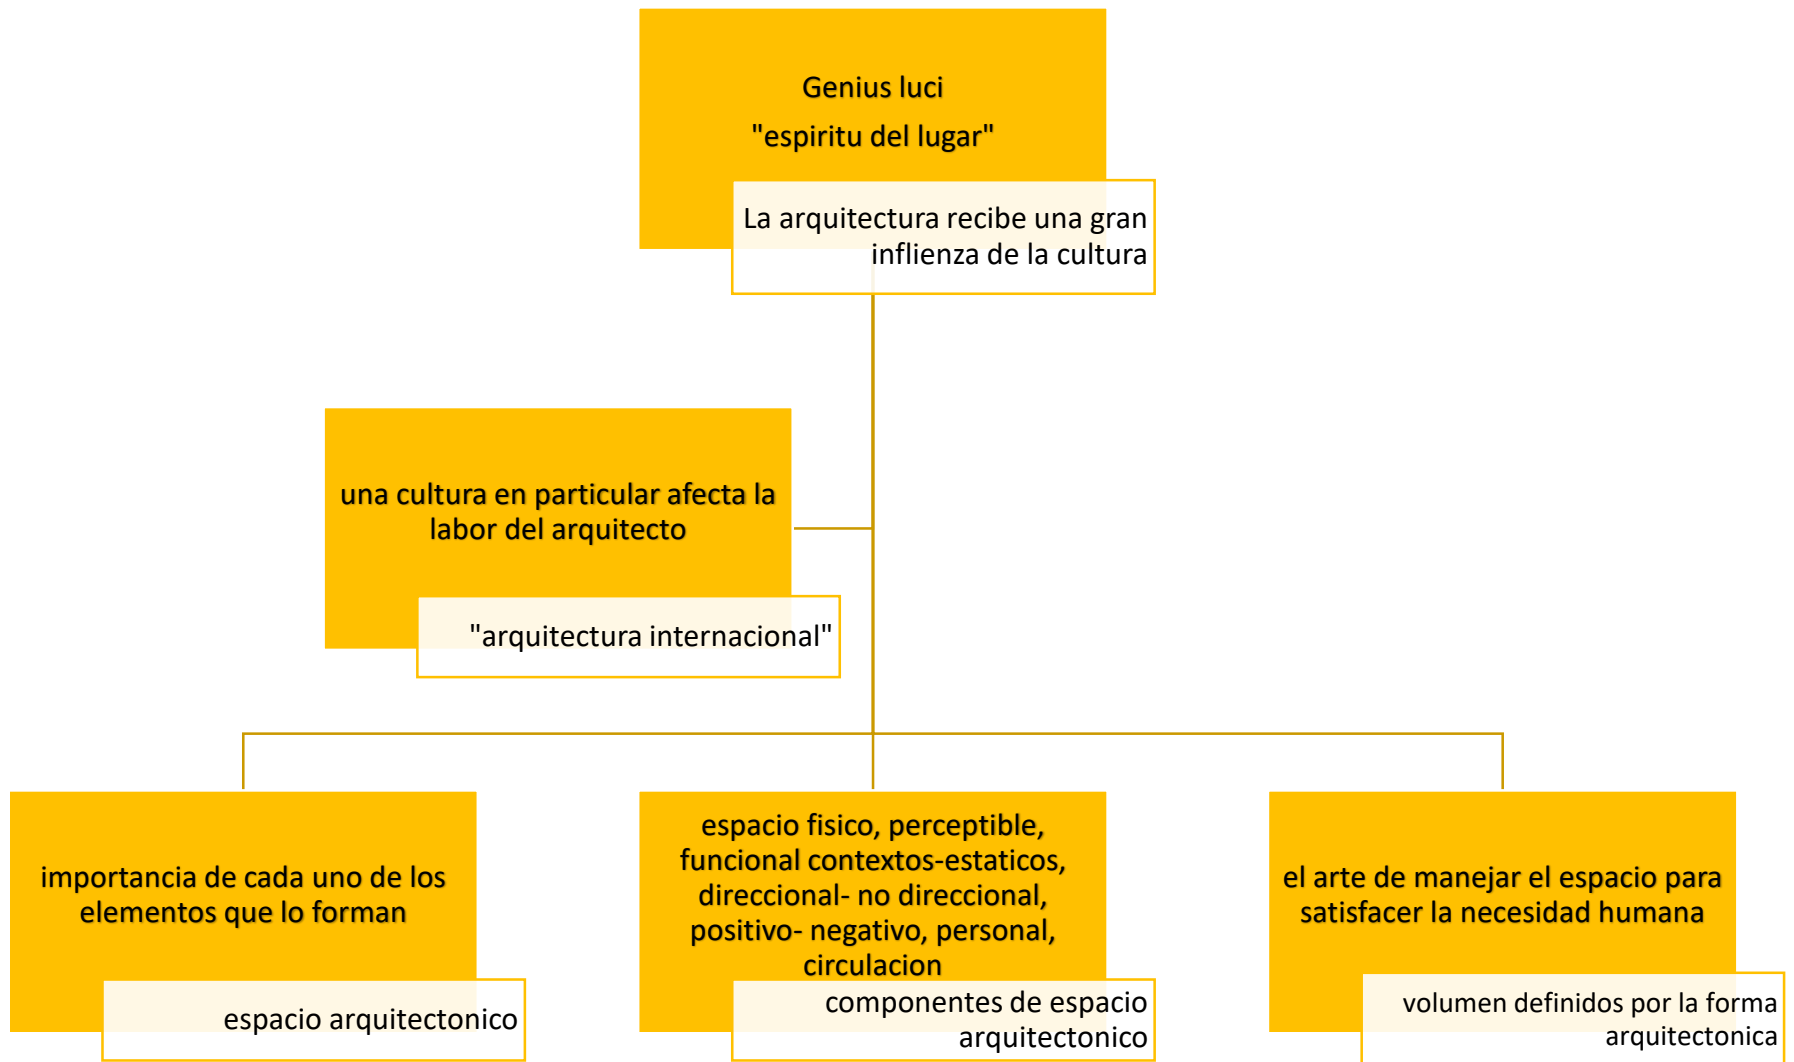 Genius luci
"espiritu del lugar"
La arquitectura recibe una gran
inflienza de la cultura
una cultura en particular afecta la
labor del arquitecto
"arquitectura internacional"
importancia de cada uno de los
elementos que lo forman
espacio arquitectonico
espacio fisico, perceptible,
funcional contextos-estaticos,
direccional- no direccional,
positivo- negativo, personal,
circulacion
componentes de espacio
arquitectonico
el arte de manejar el espacio para
satisfacer la necesidad humana
volumen definidos por la forma
arquitectonica